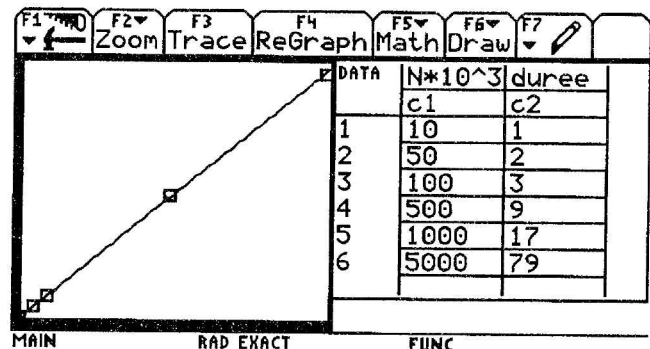 F1 F2 F3 F4 F5 F6 F7
Zoom Trace ReGraph Math Draw
DATA N*10^3 duree
c1 c2
1 10 1
2 50 2
3 100 3
4 500 9
5 1000 17
6 5000 79
MAIN RAD EXACT FUNC